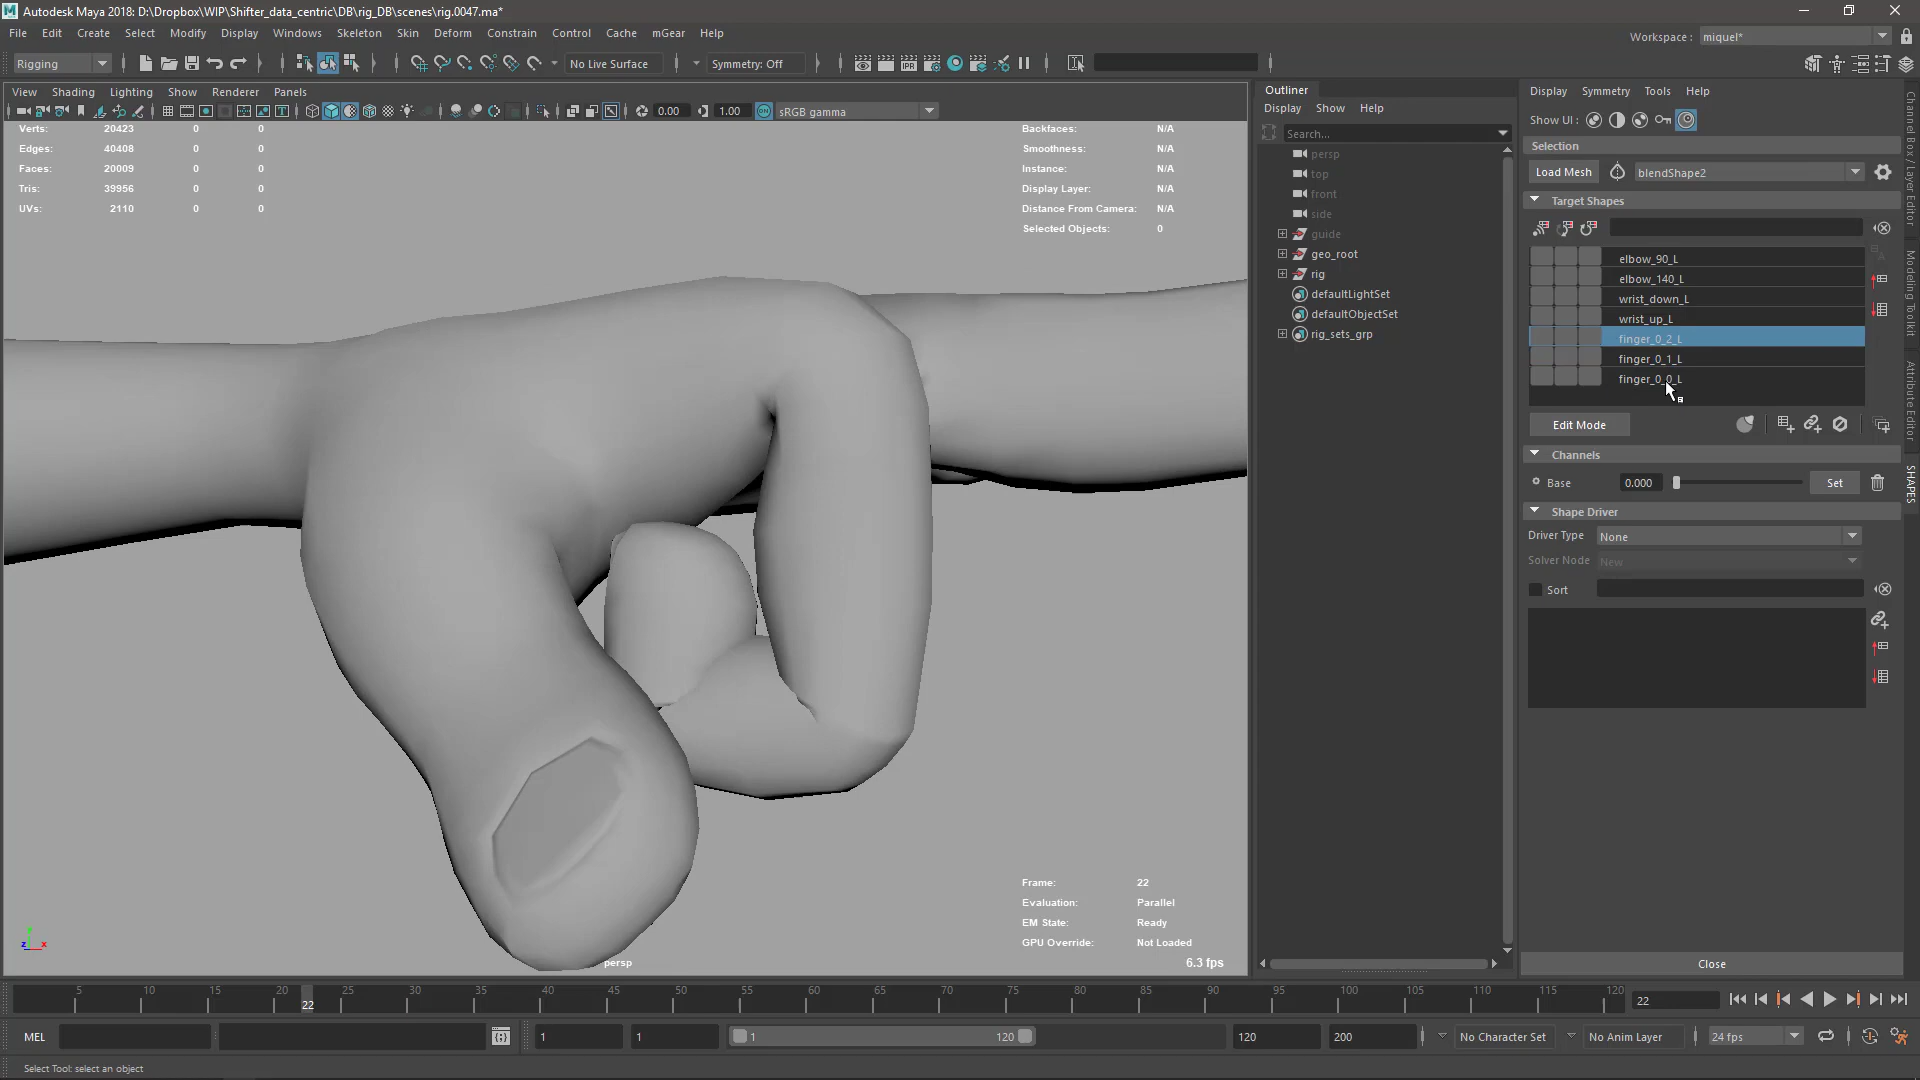 Autodesk Maya 2018: D:\Dropbox\WIP\Shifter_data_centric\DB\rig_DB\scenes\rig.0047.ma*
File Edit Create Select Modify Display Windows Skeleton Skin Deform Constrain Control Cache mGear Help
Workspace : miquel*
Rigging No Live Surface Symmetry: Off
View Shading Lighting Show Renderer Panels
0.00 1.00 ON sRGB gamma
Verts: 20423 0 0
Edges: 40408 0 0
Faces: 20009 0 0
Tris: 39956 0 0
UVs: 2110 0 0
Backfaces: N/A
Smoothness: N/A
Instance: N/A
Display Layer: N/A
Distance From Camera: N/A
Selected Objects: 0
Frame: 22
Evaluation: Parallel
EM State: Ready
GPU Override: Not Loaded
persp
6.3 fps
z x
Outliner
Display Show Help
Search...
persp
top
front
side
guide
geo_root
rig
defaultLightSet
defaultObjectSet
rig_sets_grp
Display Symmetry Tools Help
Show UI :
Selection
Load Mesh blendShape2
Target Shapes
elbow_90_L
elbow_140_L
wrist_down_L
wrist_up_L
finger_0_2_L
finger_0_1_L
finger_0_0_L
Edit Mode
Channels
Base 0.000 Set
Shape Driver
Driver Type None
Solver Node New
Sort
Close
Channel Box / Layer Editor
Modeling Toolkit
Attribute Editor
SHAPES
5 10 15 20 25 30 35 40 45 50 55 60 65 70 75 80 85 90 95 100 105 110 115 120
22
22
MEL
1 1 1 120 120 200 No Character Set No Anim Layer 24 fps
Select Tool: select an object